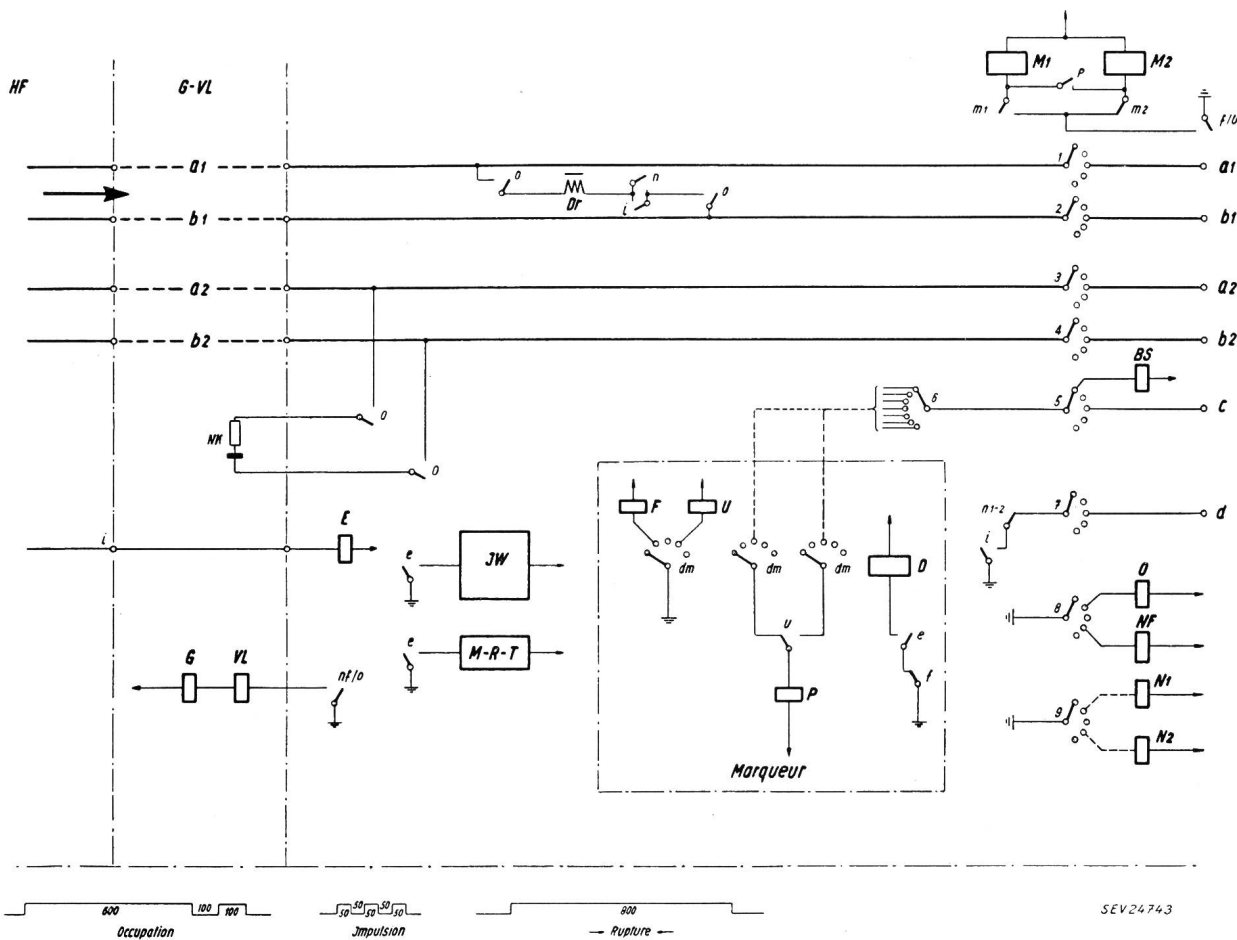 HF G-VL
M1 M2
p
m1 m2
f/o
a1 1 a1
o n o
Dr i
b1 2 b1
a2 3 a2
b2 4 b2
BS
6 5 C
o
NK
o
F U
n1-2 7 d
i
E
i
e JW
dm dm dm D
O
8
u e
NF
G VL
nf/o
e M-R-T
f
P
N1
9
N2
Marqueur
600 100 100
50 50 50 50 50
800
Occupation Jmpulsion Rupture
SEV24743